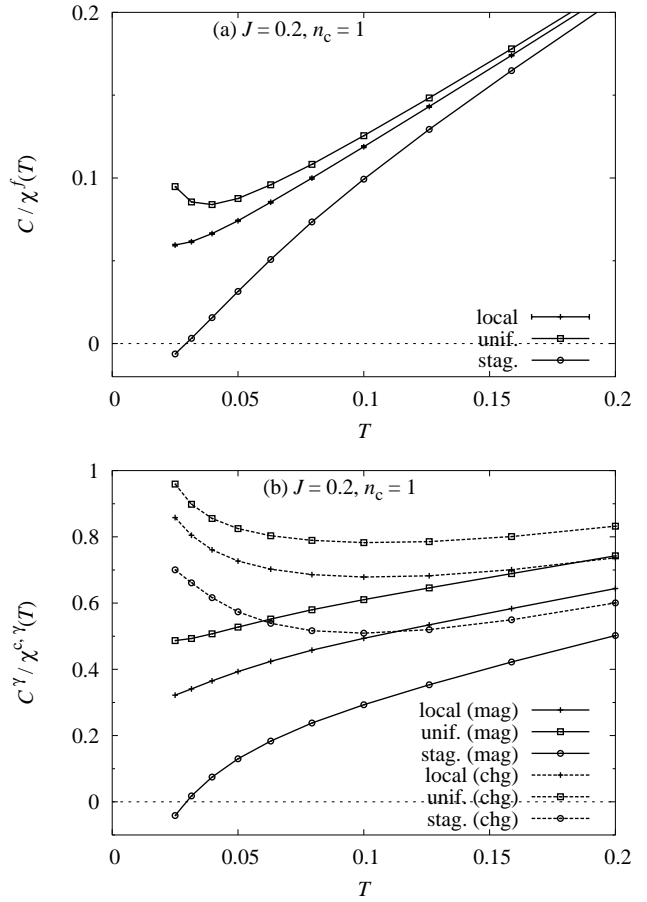 (a) J = 0.2, n_c = 1
0.2
0.1
0
C / χ^f(T)
local
unif.
stag.
0 0.05 0.1 0.15 0.2
T
(b) J = 0.2, n_c = 1
1
0.8
0.6
0.4
0.2
0
C^γ / χ^{c, γ}(T)
local (mag)
unif. (mag)
stag. (mag)
local (chg)
unif. (chg)
stag. (chg)
0 0.05 0.1 0.15 0.2
T